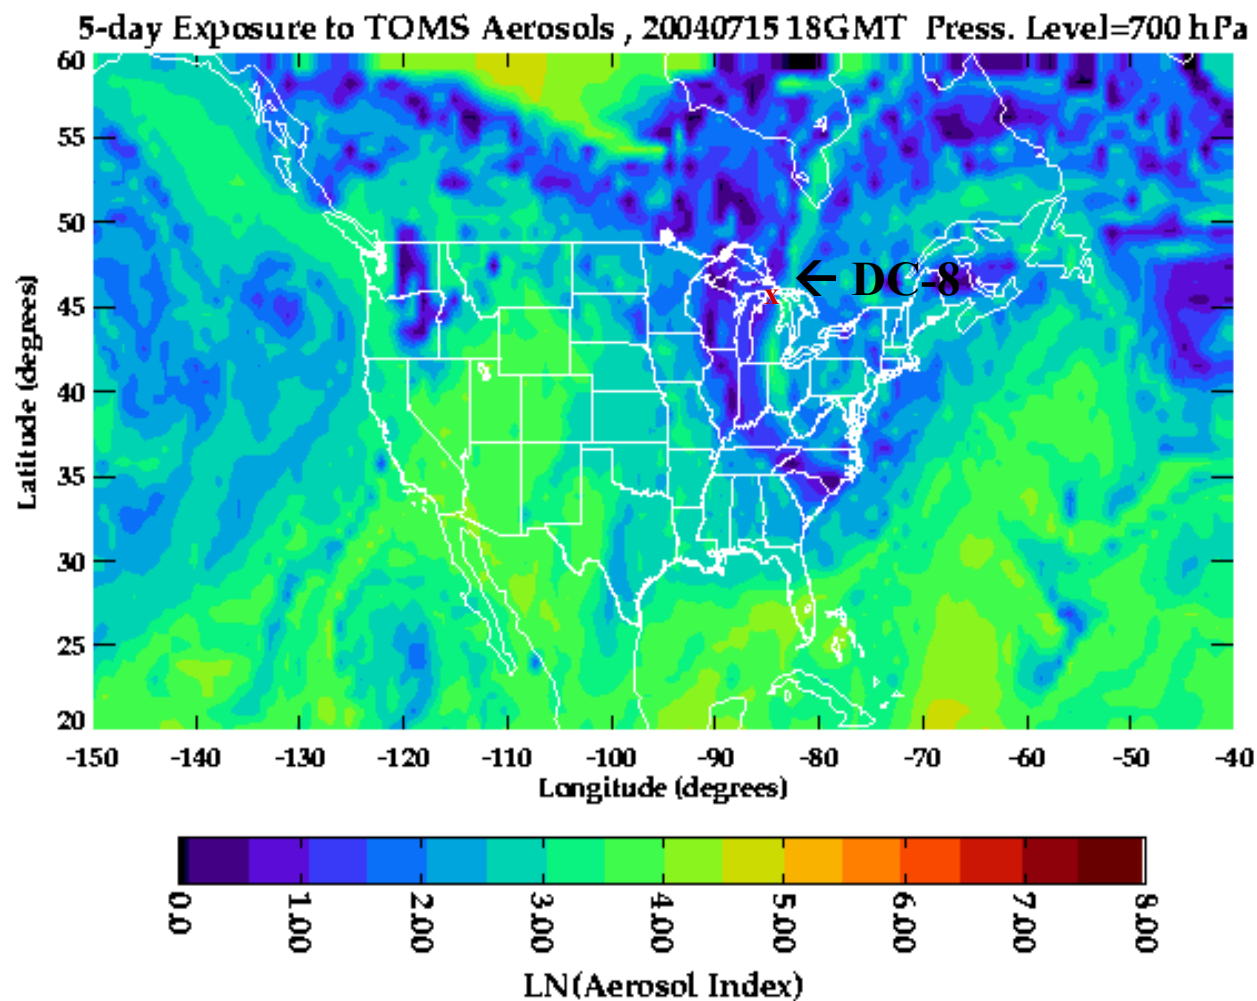 5-day Exposure to TOMS Aerosols , 20040715 18GMT Press. Level=700 hPa
60
55
50
45
40
35
30
25
20
Latitude (degrees)
← DC-8
x
-150 -140 -130 -120 -110 -100 -90 -80 -70 -60 -50 -40
Longitude (degrees)
0.0 1.00 2.00 3.00 4.00 5.00 6.00 7.00 8.00
LN(Aerosol Index)